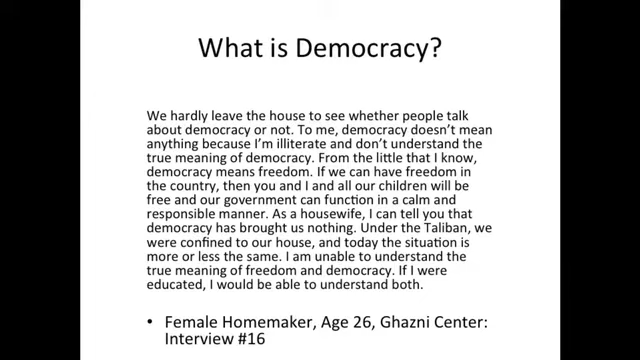 What is Democracy?
We hardly leave the house to see whether people talk
about democracy or not. To me, democracy doesn't mean
anything because I'm illiterate and don't understand the
true meaning of democracy. From the little that I know,
democracy means freedom. If we can have freedom in
the country, then you and I and all our children will be
free and our government can function in a calm and
responsible manner. As a housewife, I can tell you that
democracy has brought us nothing. Under the Taliban, we
were confined to our house, and today the situation is
more or less the same. I am unable to understand the
true meaning of freedom and democracy. If I were
educated, I would be able to understand both.
• Female Homemaker, Age 26, Ghazni Center:
Interview #16